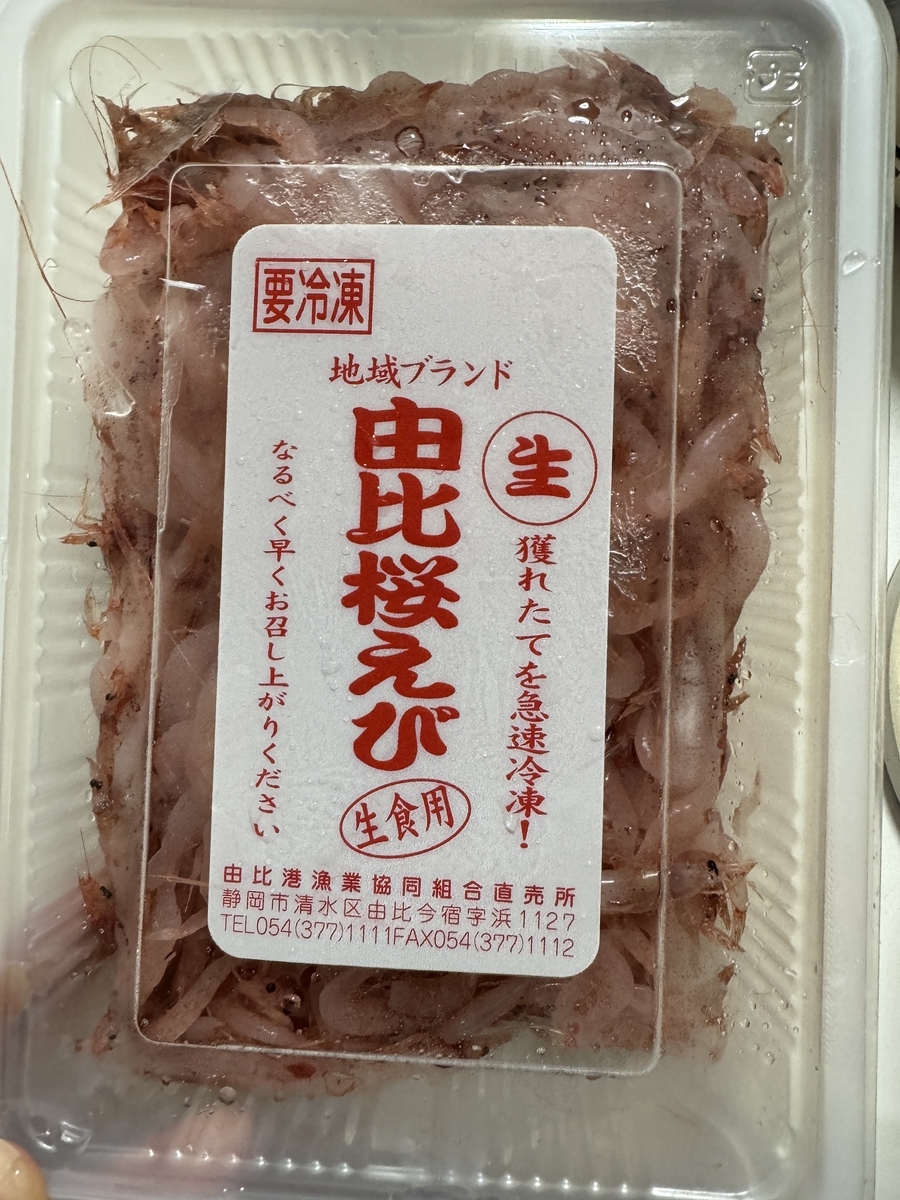 要冷凍
地域ブランド
生
獲れたてを急速冷凍!
由比桜えび
生食用
なるべく早くお召し上がりください
由比港漁業協同組合直売所
静岡市清水区由比今宿字浜1127
TEL054(377)1111FAX054(377)1112
プラ